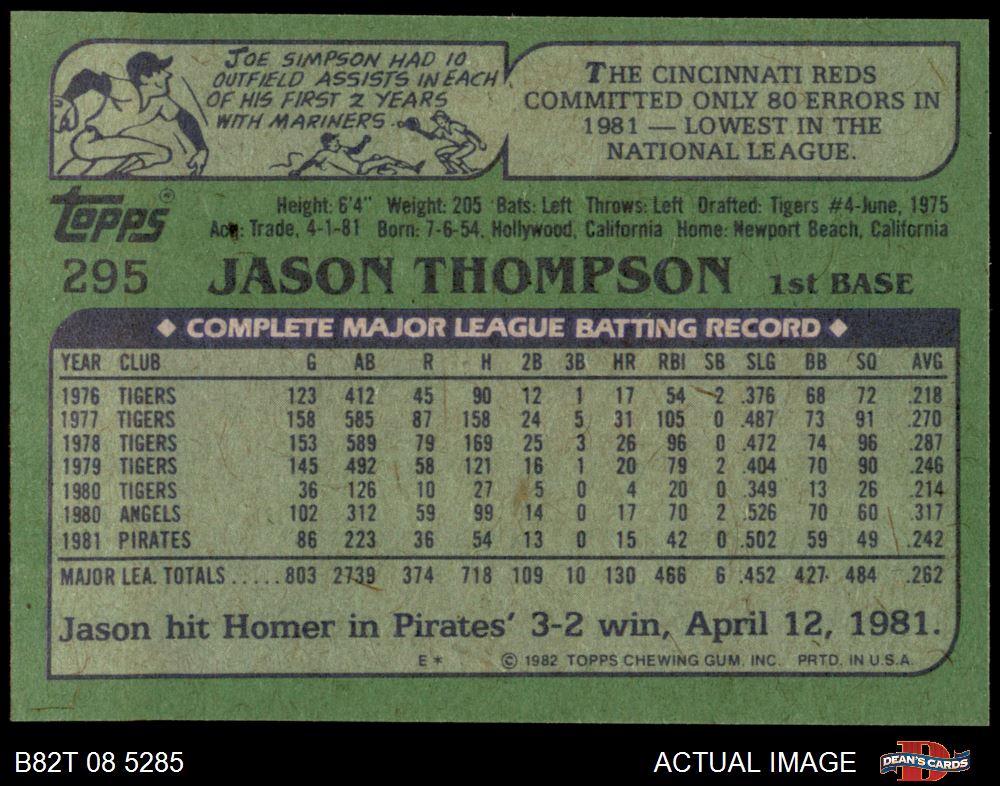 JOE SIMPSON HAD 10
OUTFIELD ASSISTS IN EACH
OF HIS FIRST 2 YEARS
WITH MARINERS.
THE CINCINNATI REDS
COMMITTED ONLY 80 ERRORS IN
1981 — LOWEST IN THE
NATIONAL LEAGUE.
Topps®
Height: 6'4" Weight: 205 Bats: Left Throws: Left Drafted: Tigers #4-June, 1975
Acq: Trade, 4-1-81 Born: 7-6-54, Hollywood, California Home: Newport Beach, California
295 JASON THOMPSON 1st BASE
◆ COMPLETE MAJOR LEAGUE BATTING RECORD ◆
YEAR CLUB G AB R H 2B 3B HR RBI SB SLG BB SO AVG
1976 TIGERS 123 412 45 90 12 1 17 54 2 .376 68 72 .218
1977 TIGERS 158 585 87 158 24 5 31 105 0 .487 73 91 .270
1978 TIGERS 153 589 79 169 25 3 26 96 0 .472 74 96 .287
1979 TIGERS 145 492 58 121 16 1 20 79 2 .404 70 90 .246
1980 TIGERS 36 126 10 27 5 0 4 20 0 .349 13 26 .214
1980 ANGELS 102 312 59 99 14 0 17 70 2 .526 70 60 .317
1981 PIRATES 86 223 36 54 13 0 15 42 0 .502 59 49 .242
MAJOR LEA. TOTALS.....803 2739 374 718 109 10 130 466 6 .452 427 484 .262
Jason hit Homer in Pirates' 3-2 win, April 12, 1981.
E* © 1982 TOPPS CHEWING GUM, INC. PRTD. IN U.S.A.
B82T 08 5285 ACTUAL IMAGE DEAN'S CARDS